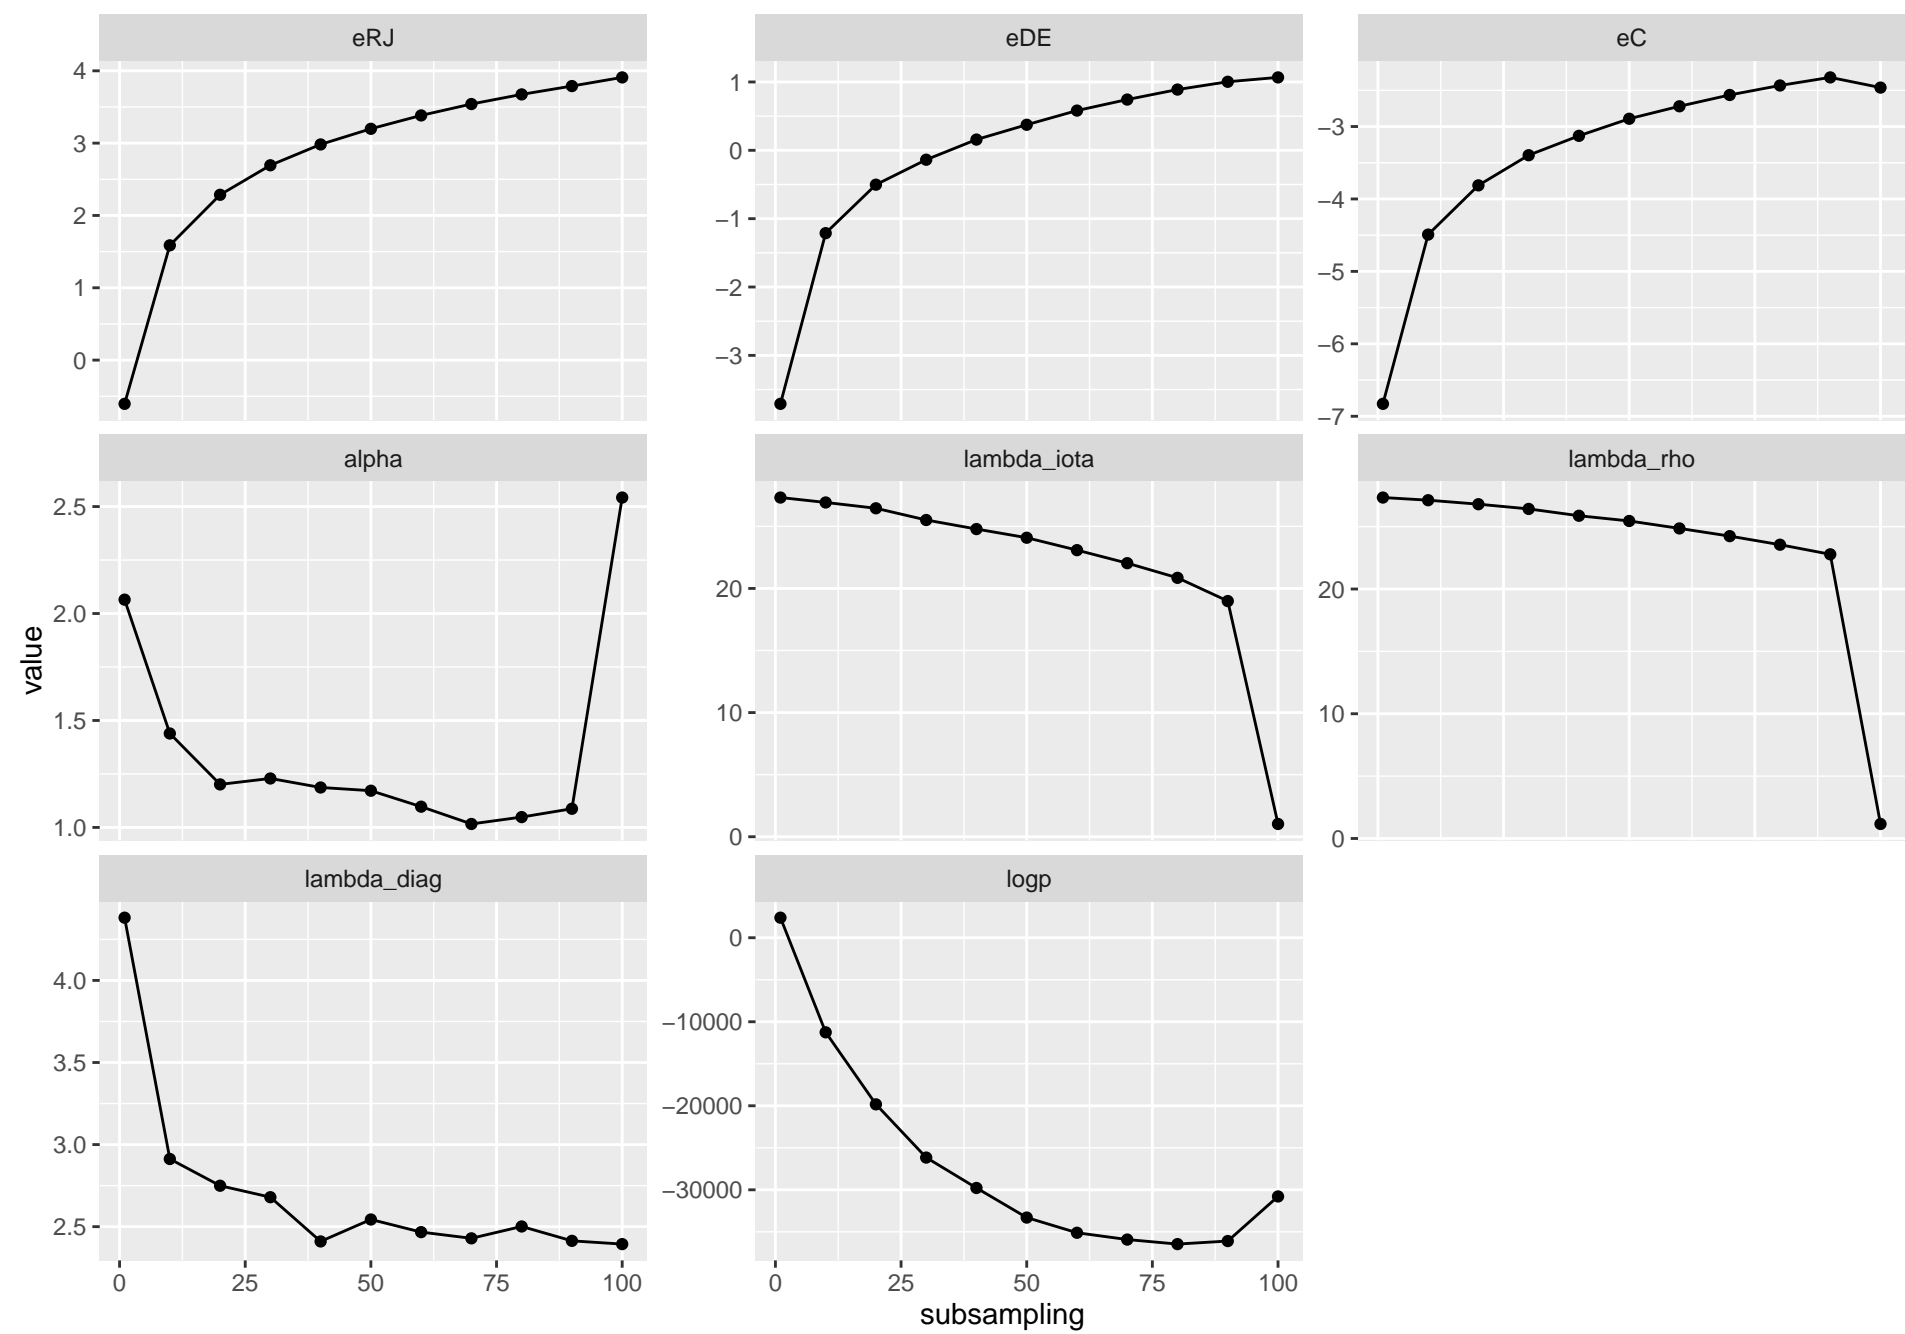 eRJ
eDE
eC
4
3
2
1
0
1
0
−1
−2
−3
−3
−4
−5
−6
−7
alpha
lambda_iota
lambda_rho
2.5
2.0
1.5
1.0
20
10
0
20
10
0
value
lambda_diag
logp
4.0
3.5
3.0
2.5
0
−10000
−20000
−30000
0 25 50 75 100
0 25 50 75 100
subsampling